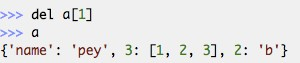 >>> del a[1]
>>> a
{'name': 'pey', 3: [1, 2, 3], 2: 'b'}